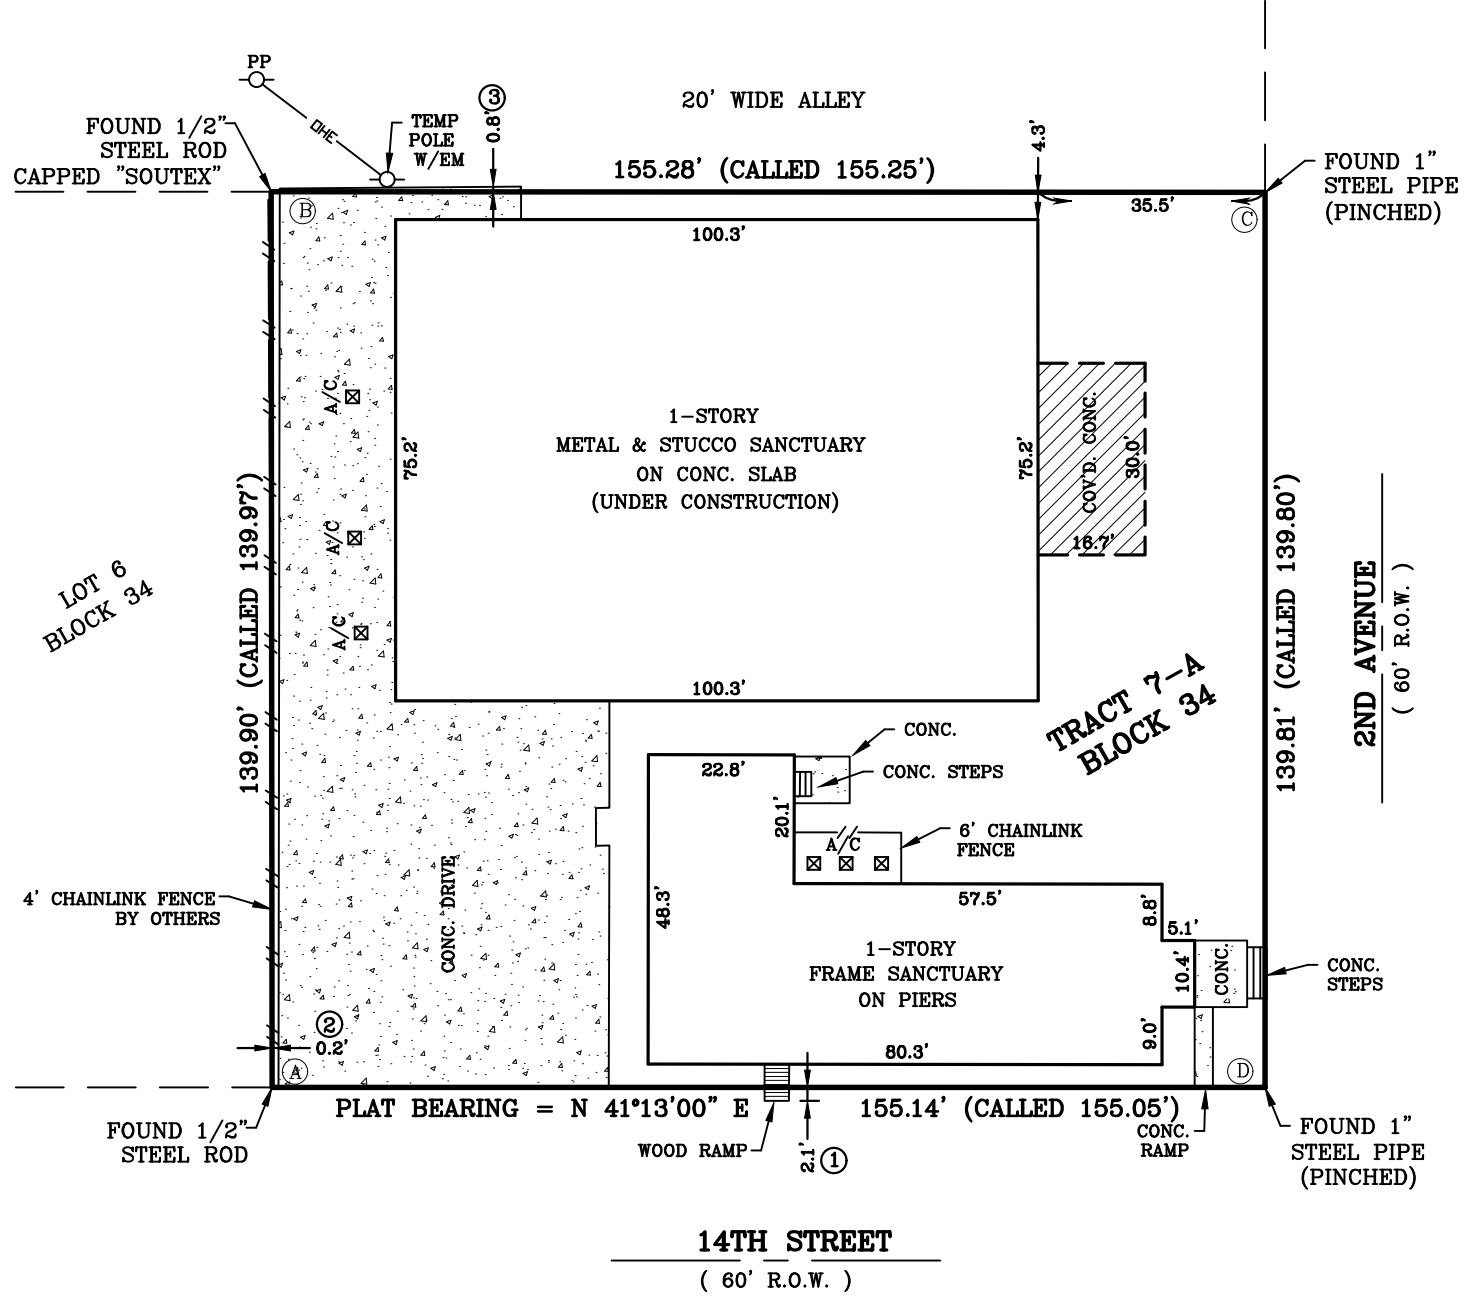 PP
OHE
TEMP
POLE
W/EM
3
0.8'
20' WIDE ALLEY
4.3'
FOUND 1/2"
STEEL ROD
CAPPED "SOUTEX"
155.28' (CALLED 155.25')
FOUND 1"
STEEL PIPE
(PINCHED)
B
35.5'
C
100.3'
A/C
1-STORY
METAL & STUCCO SANCTUARY
ON CONC. SLAB
(UNDER CONSTRUCTION)
75.2'
75.2'
COV'D. CONC.
30.0'
16.7'
A/C
A/C
139.90' (CALLED 139.97')
LOT 6
BLOCK 34
139.81' (CALLED 139.80')
2ND AVENUE
( 60' R.O.W. )
100.3'
TRACT 7-A
BLOCK 34
CONC.
22.8'
CONC. STEPS
20.1'
6' CHAINLINK
FENCE
A/C
4' CHAINLINK FENCE
BY OTHERS
CONC. DRIVE
48.3'
57.5'
8.8'
5.1'
1-STORY
FRAME SANCTUARY
ON PIERS
10.4'
CONC.
CONC.
STEPS
9.0'
2
0.2'
80.3'
A
D
PLAT BEARING = N 41°13'00" E
155.14' (CALLED 155.05')
FOUND 1/2"
STEEL ROD
WOOD RAMP
2.1'
1
CONC.
RAMP
FOUND 1"
STEEL PIPE
(PINCHED)
14TH STREET
( 60' R.O.W. )